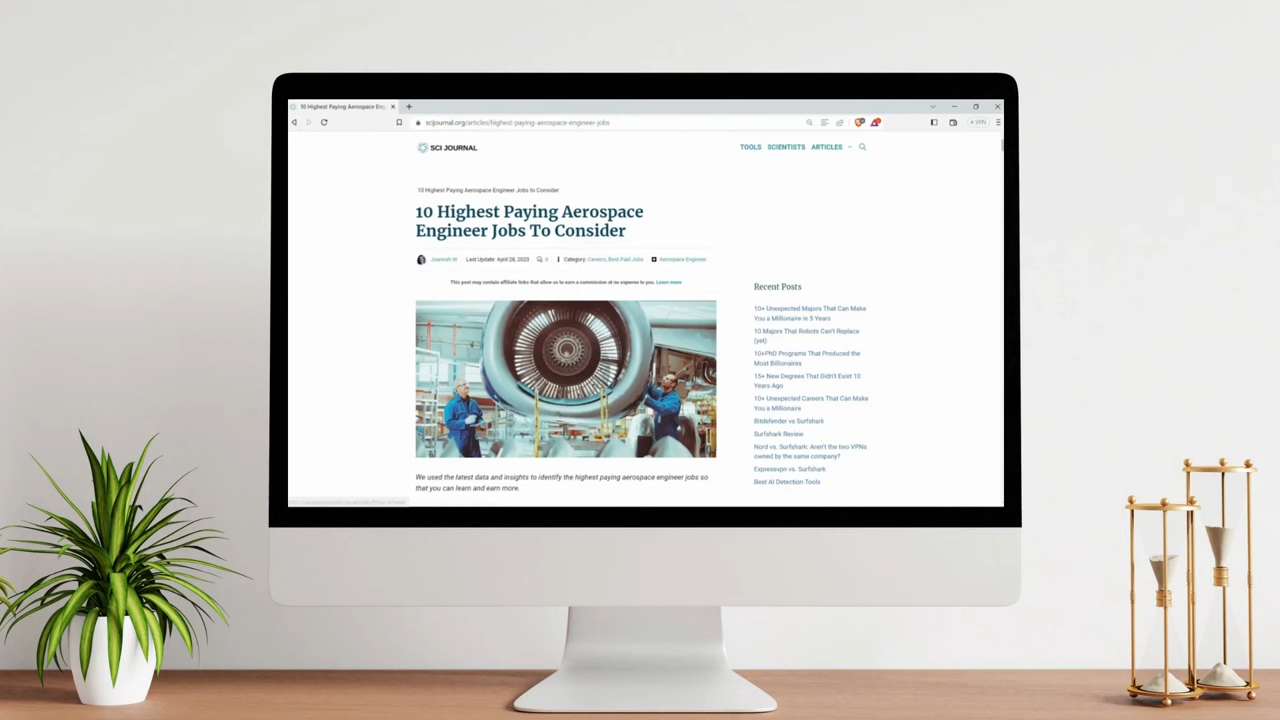 10 Highest Paying Aerospace Eng
scijournal.org/articles/highest-paying-aerospace-engineer-jobs
VPN
SCI JOURNAL
TOOLS SCIENTISTS ARTICLES
10 Highest Paying Aerospace Engineer Jobs to Consider
10 Highest Paying Aerospace
Engineer Jobs To Consider
Joannah W. Last Update: April 28, 2023 0 Category: Careers, Best Paid Jobs Aerospace Engineer
This post may contain affiliate links that allow us to earn a commission at no expense to you. Learn more
We used the latest data and insights to identify the highest paying aerospace engineer jobs so
that you can learn and earn more.
Recent Posts
10+ Unexpected Majors That Can Make
You a Millionaire in 5 Years
10 Majors That Robots Can't Replace
(yet)
10+PhD Programs That Produced the
Most Billionaires
15+ New Degrees That Didn't Exist 10
Years Ago
10+ Unexpected Careers That Can Make
You a Millionaire
Bitdefender vs Surfshark
Surfshark Review
Nord vs. Surfshark: Aren't the two VPNs
owned by the same company?
Expressvpn vs. Surfshark
Best AI Detection Tools